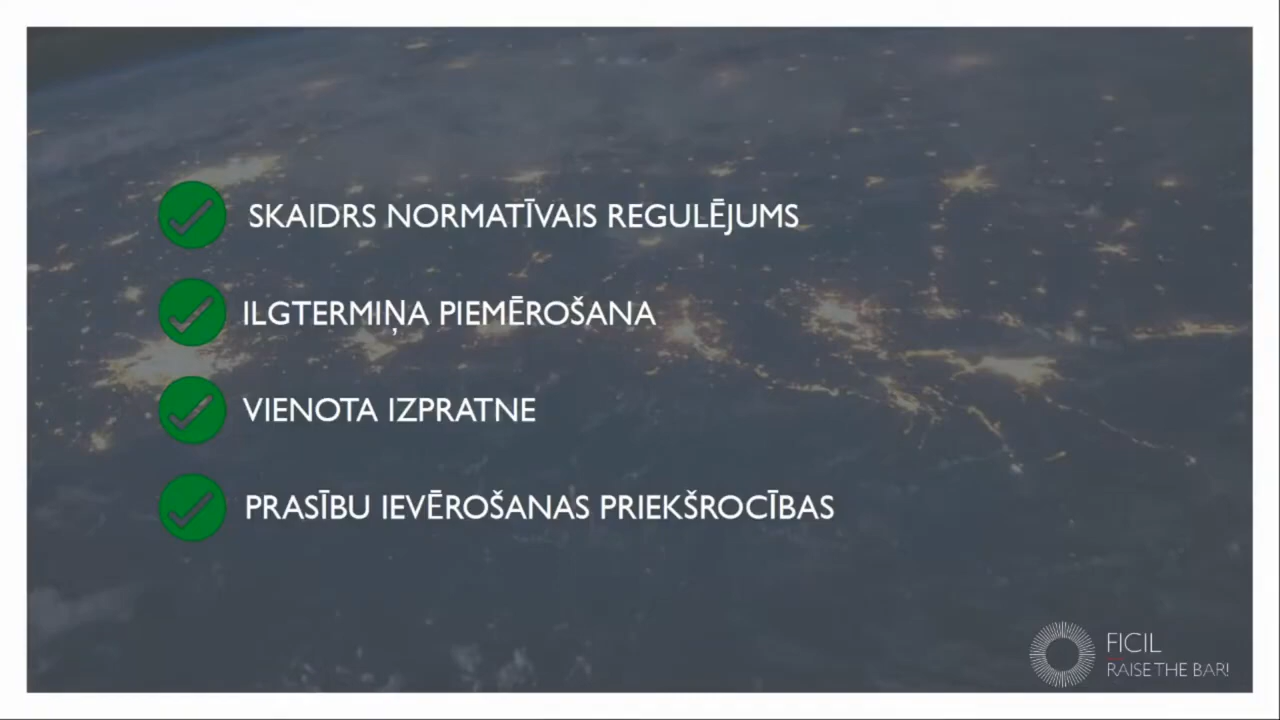 SKAIDRS NORMATĪVAIS REGULĒJUMS
ILGTERMIŅA PIEMĒROŠANA
VIENOTA IZPRATNE
PRASĪBU IEVĒROŠANAS PRIEKŠROCĪBAS
FICIL
RAISE THE BAR!